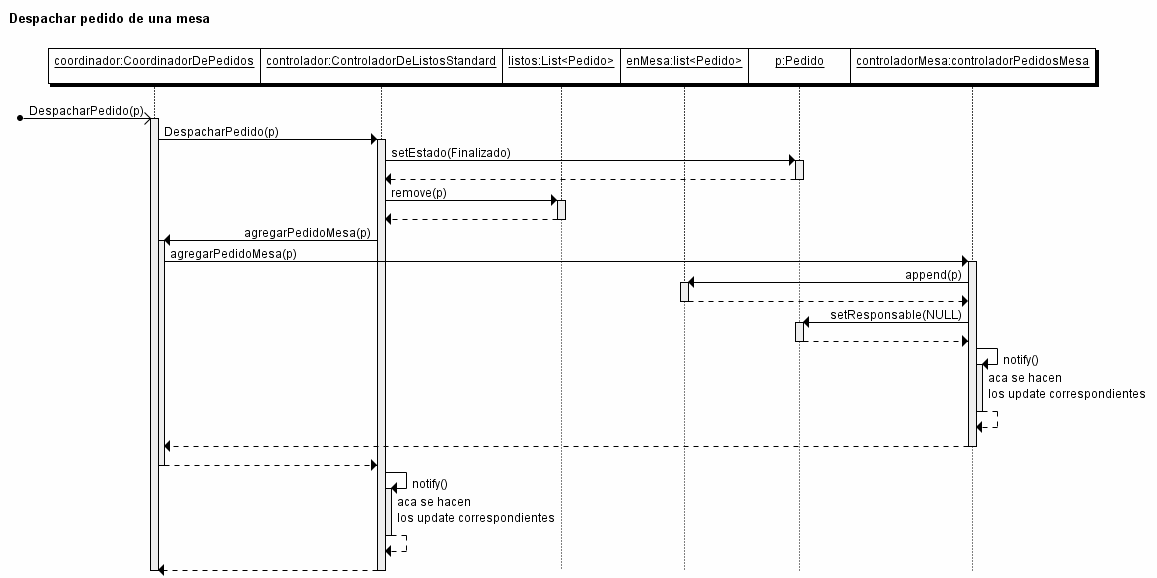 Despachar pedido de una mesa
coordinador:CoordinadorDePedidos controlador:ControladorDeListosStandard listos:List<Pedido> enMesa:list<Pedido> p:Pedido controladorMesa:controladorPedidosMesa
DespacharPedido(p)
DespacharPedido(p)
setEstado(Finalizado)
remove(p)
agregarPedidoMesa(p)
agregarPedidoMesa(p)
append(p)
setResponsable(NULL)
notify()
aca se hacen
los update correspondientes
notify()
aca se hacen
los update correspondientes